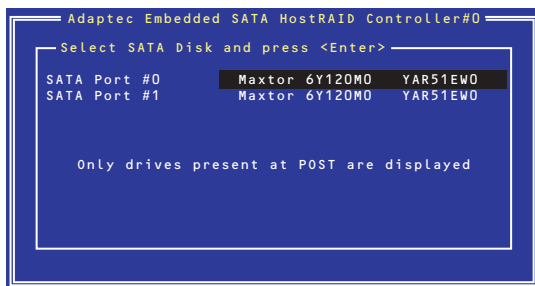 Adaptec Embedded SATA HostRAID Controller#0
Select SATA Disk and press <Enter>
SATA Port #0 Maxtor 6Y120M0 YAR51EW0
SATA Port #1 Maxtor 6Y120M0 YAR51EW0
Only drives present at POST are displayed